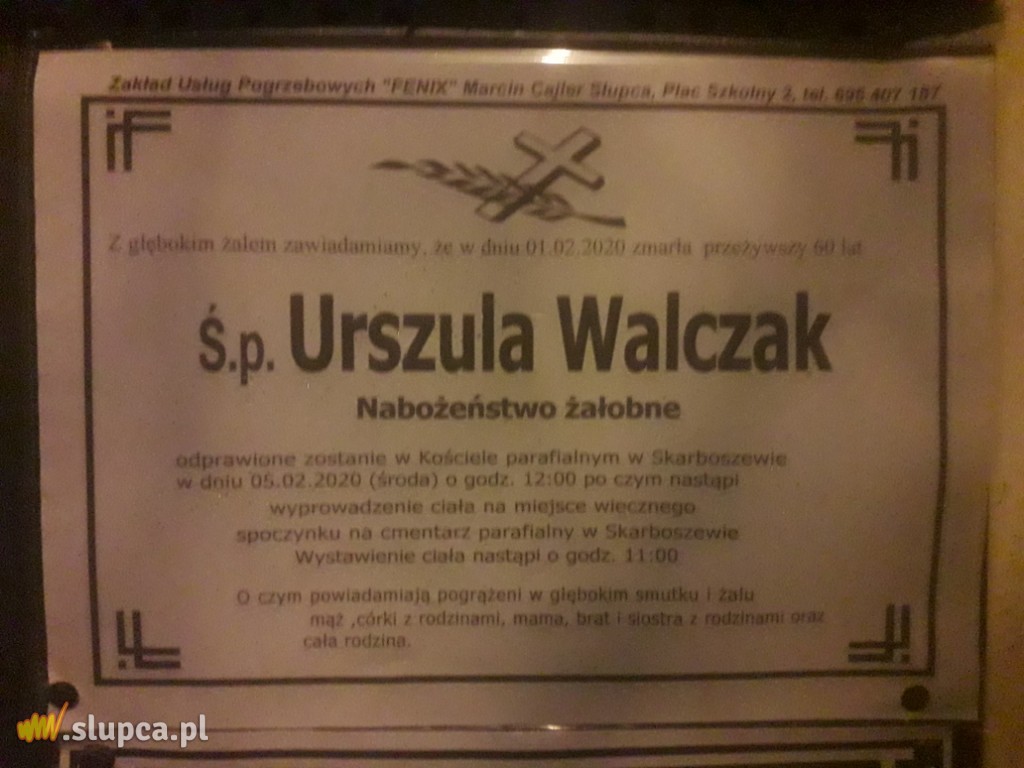 Zakład Usług Pogrzebowych "FENIX" Marcin Cajler Słupca, Plac Szkolny 2, tel. 695 407 187
Z głębokim żalem zawiadamiamy, że w dniu 01.02.2020 zmarła przeżywszy 60 lat
Ś.p. Urszula Walczak
Nabożeństwo żałobne
odprawione zostanie w Kościele parafialnym w Skarboszewie
w dniu 05.02.2020 (środa) o godz. 12:00 po czym nastąpi
wyprowadzenie ciała na miejsce wiecznego
spoczynku na cmentarz parafialny w Skarboszewie
Wystawienie ciała nastąpi o godz. 11:00
O czym powiadamiają pogrążeni w głębokim smutku i żalu
mąż ,córki z rodzinami, mama, brat i siostra z rodzinami oraz
cała rodzina.
www.slupca.pl